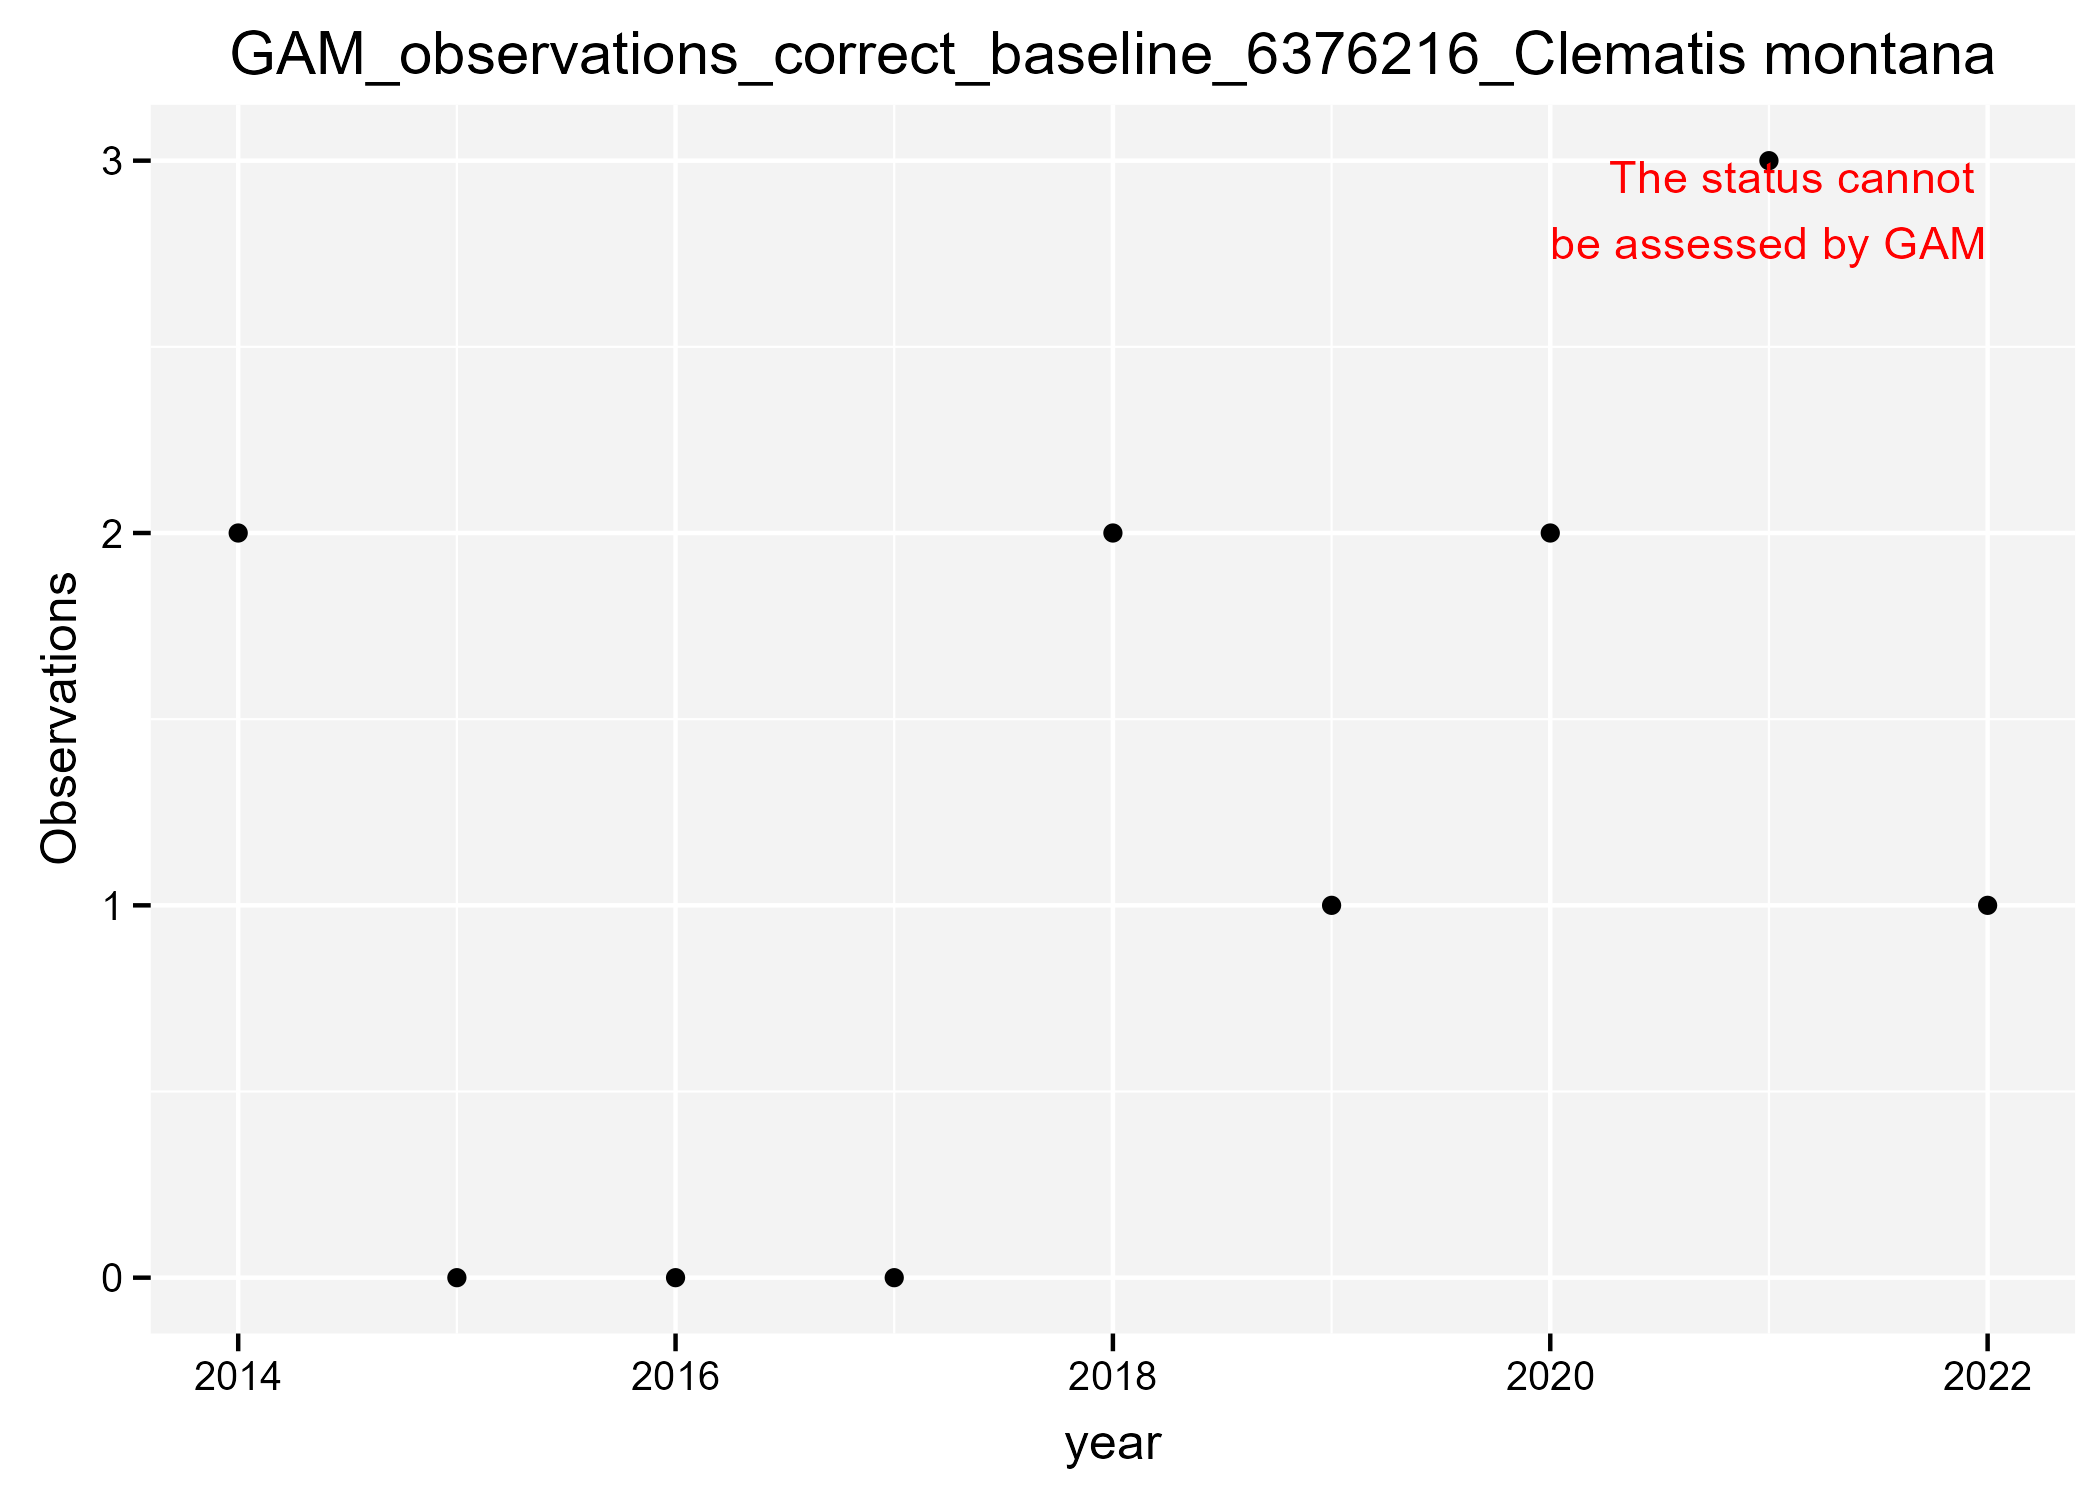 GAM_observations_correct_baseline_6376216_Clematis montana
3
The status cannot
be assessed by GAM
2
Observations
1
0
2014
2016
2018
2020
2022
year